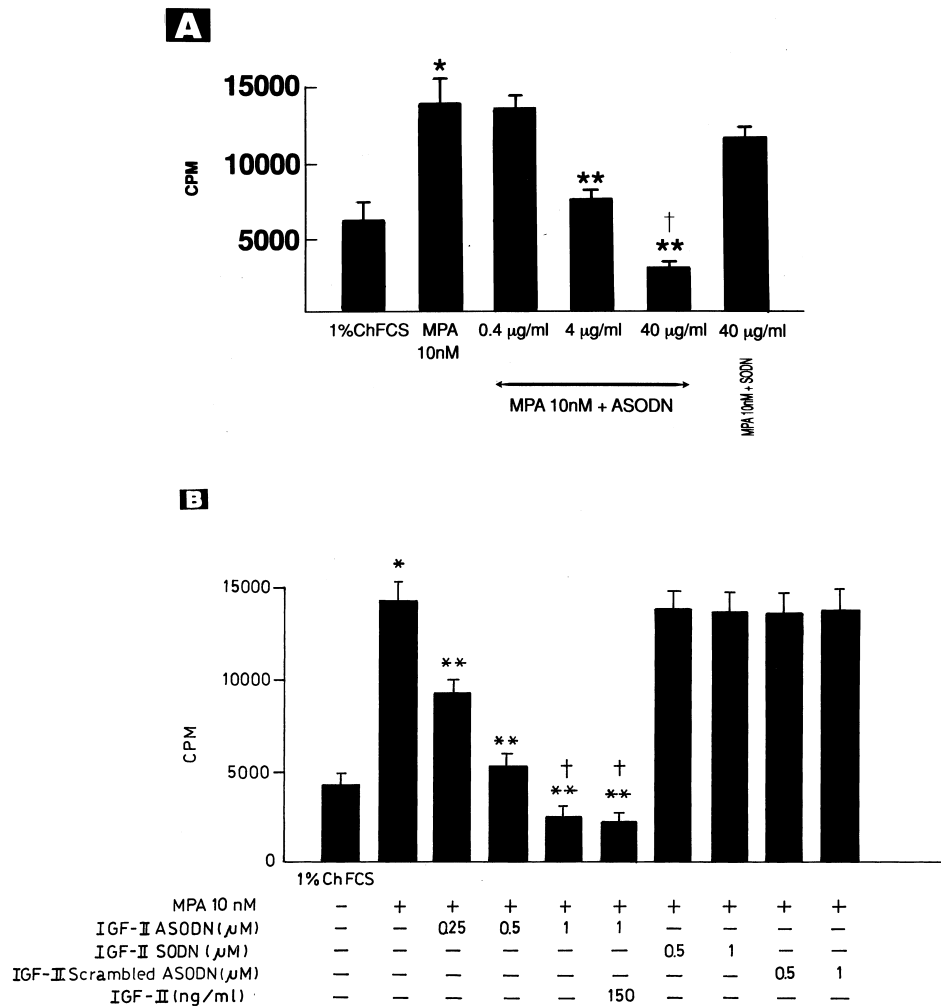 A
*
15000
10000
5000
CPM
**
†
**
1%ChFCS MPA 0.4 µg/ml 4 µg/ml 40 µg/ml 40 µg/ml
10nM
MPA 10nM + ASODN
MPA 10nM + SODN
B
*
15000
**
10000
CPM
**
5000
† †
** **
0
1% Ch FCS
MPA 10 nM – + + + + + + + + +
IGF-II ASODN (µM) – – 0.25 0.5 1 1 – – – –
IGF-II SODN (µM) – – – – – – 0.5 1 – –
IGF-II Scrambled ASODN (µM) – – – – – – – – 0.5 1
IGF-II (ng/ml) – – – – – 150 – – – –